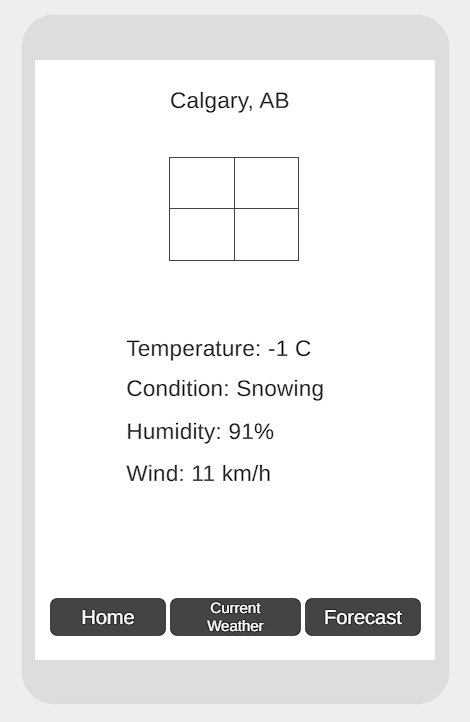 Calgary, AB
Temperature: -1 C
Condition: Snowing
Humidity: 91%
Wind: 11 km/h
Home
Current
Weather
Forecast